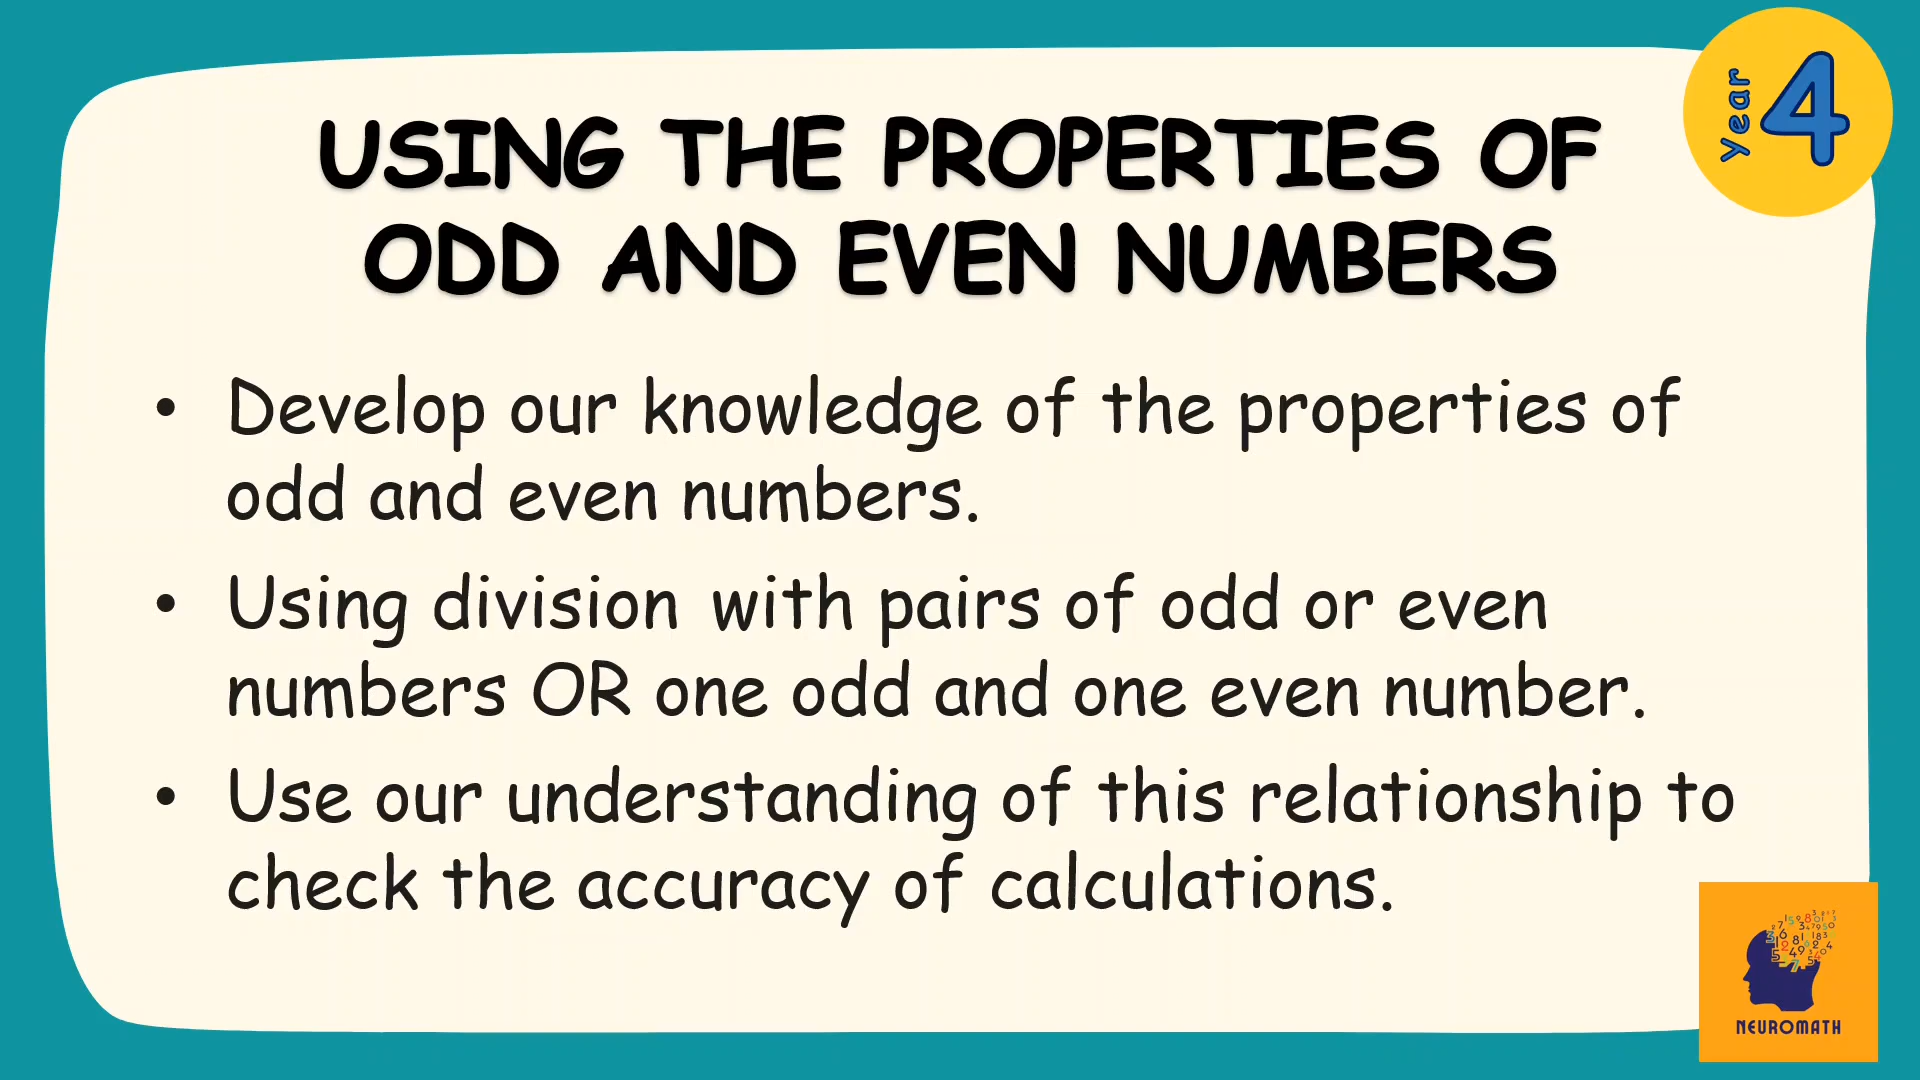 year 4
USING THE PROPERTIES OF
ODD AND EVEN NUMBERS
• Develop our knowledge of the properties of
odd and even numbers.
• Using division with pairs of odd or even
numbers OR one odd and one even number.
• Use our understanding of this relationship to
check the accuracy of calculations.
NEUROMATH